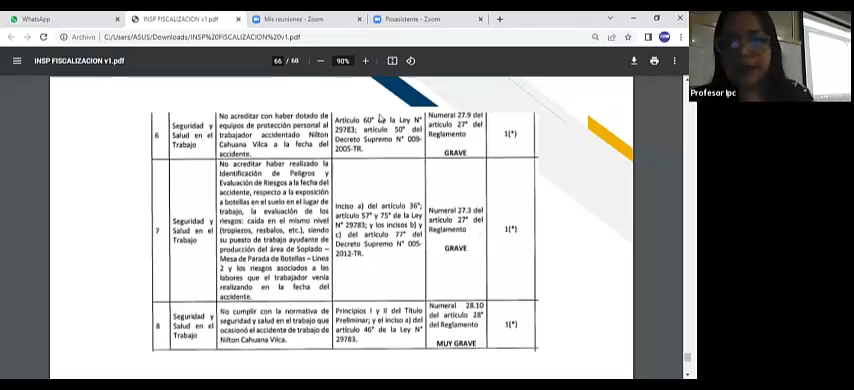 WhatsApp
INSP FISCALIZACION v1.pdf
Mis reuniones - Zoom
Posasistente - Zoom
Archivo | C:/Users/ASUS/Downloads/INSP%20FISCALIZACION%20v1.pdf
INSP FISCALIZACION v1.pdf
66 / 68
90%
Profesor Ipc
6
Seguridad y
Salud en el
Trabajo
No acreditar con haber dotado de
equipos de protección personal al
trabajador accidentado Nilton
Cahuana Vilca a la fecha del
accidente.
Artículo 60° de la Ley N°
29783; artículo 50° del
Decreto Supremo N° 009-
2005-TR.
Numeral 27.9 del
artículo 27° del
Reglamento
GRAVE
1(*)
7
Seguridad y
Salud en el
Trabajo
No acreditar haber realizado la
Identificación de Peligros y
Evaluación de Riesgos a la fecha del
accidente, respecto a la exposición
a botellas en el suelo en el lugar de
trabajo, la evaluación de los
riesgos: caída en el mismo nivel
(tropiezos, resbalos, etc.), siendo
su puesto de trabajo ayudante de
producción del área de Soplado –
Mesa de Parada de Botellas – Línea
2 y los riesgos asociados a las
labores que el trabajador venía
realizando en la fecha del
accidente.
Inciso a) del artículo 36°;
artículo 57° y 75° de la Ley
N° 29783; y los incisos b) y
c) del artículo 77° del
Decreto Supremo N° 005-
2012-TR.
Numeral 27.3 del
artículo 27° del
Reglamento
GRAVE
1(*)
8
Seguridad y
Salud en el
Trabajo
No cumplir con la normativa de
seguridad y salud en el trabajo que
ocasionó el accidente de trabajo de
Nilton Cahuana Vilca.
Principios I y II del Título
Preliminar; y el inciso a) del
artículo 46° de la Ley N°
29783.
Numeral 28.10
del artículo 28°
del Reglamento
MUY GRAVE
1(*)